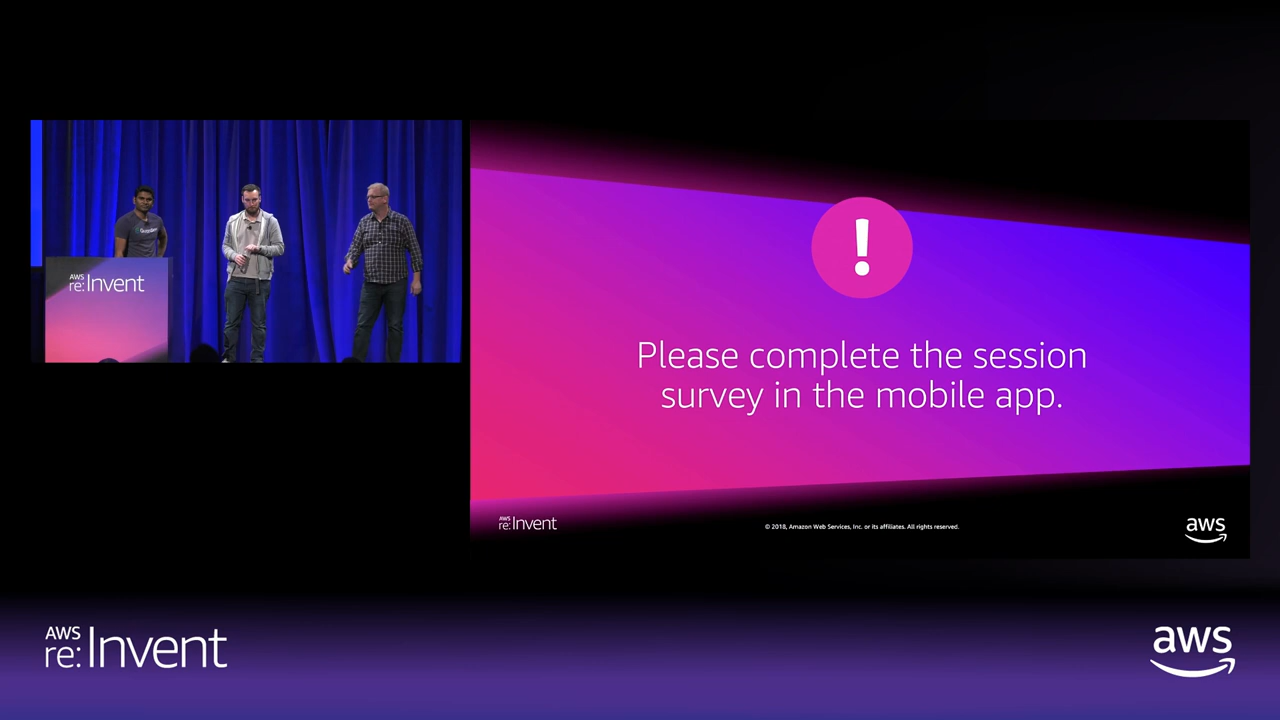 AWS
re:Invent
!
Please complete the session
survey in the mobile app.
AWS
re:Invent
© 2018, Amazon Web Services, Inc. or its affiliates. All rights reserved.
aws
AWS
re:Invent
aws